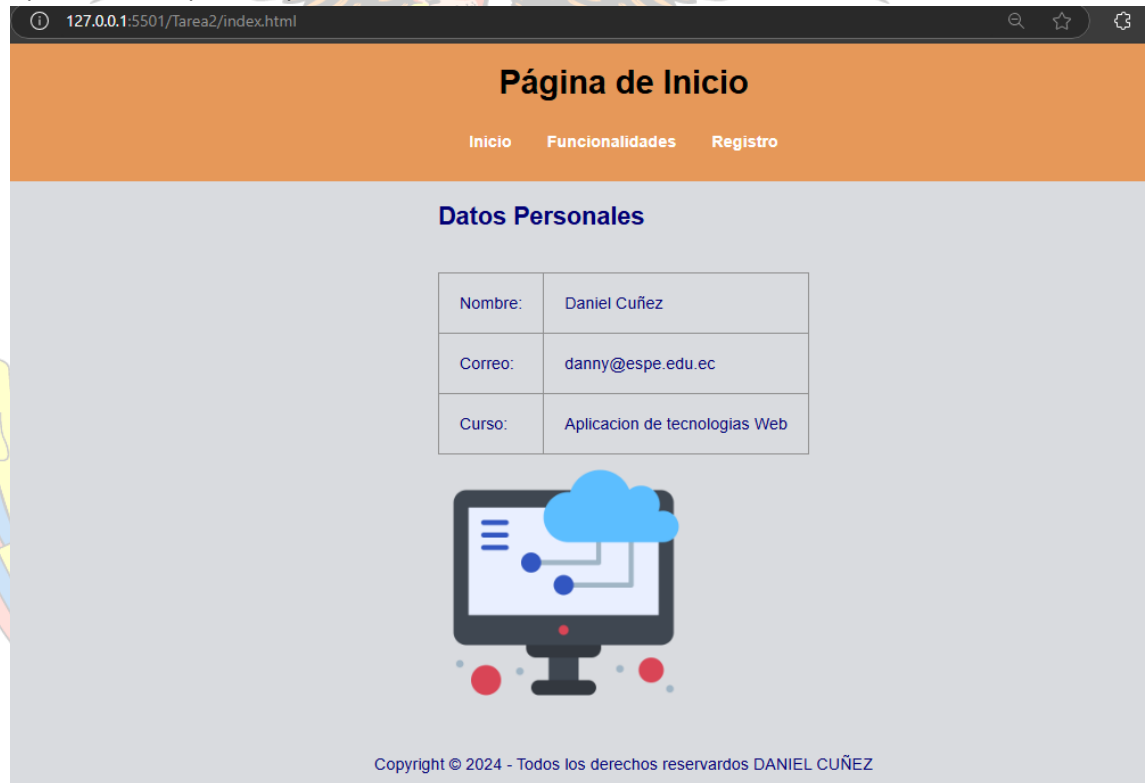 127.0.0.1:5501/Tarea2/index.html
Página de Inicio
Inicio Funcionalidades Registro
Datos Personales
Nombre: Daniel Cuñez
Correo: danny@espe.edu.ec
Curso: Aplicacion de tecnologias Web
Copyright © 2024 - Todos los derechos reservardos DANIEL CUÑEZ